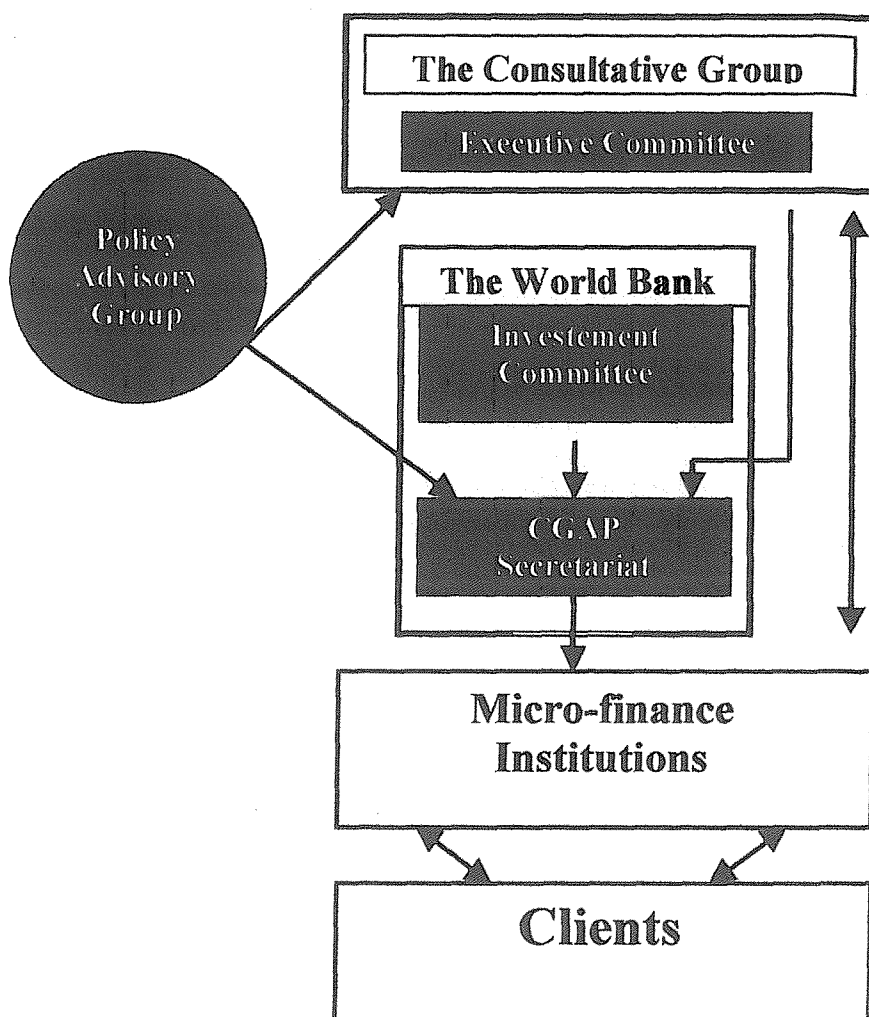 The Consultative Group
Executive Committee
Policy
Advisory
Group
The World Bank
Investement
Committee
CGAP
Secretariat
Micro-finance
Institutions
Clients